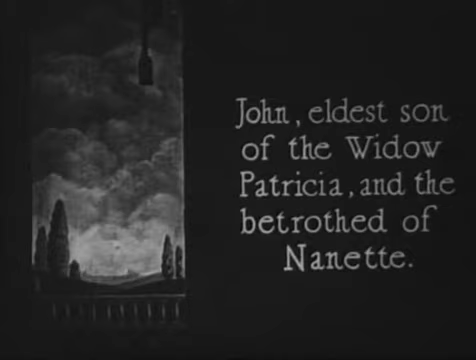 John, eldest son
of the Widow
Patricia, and the
betrothed of
Nanette.